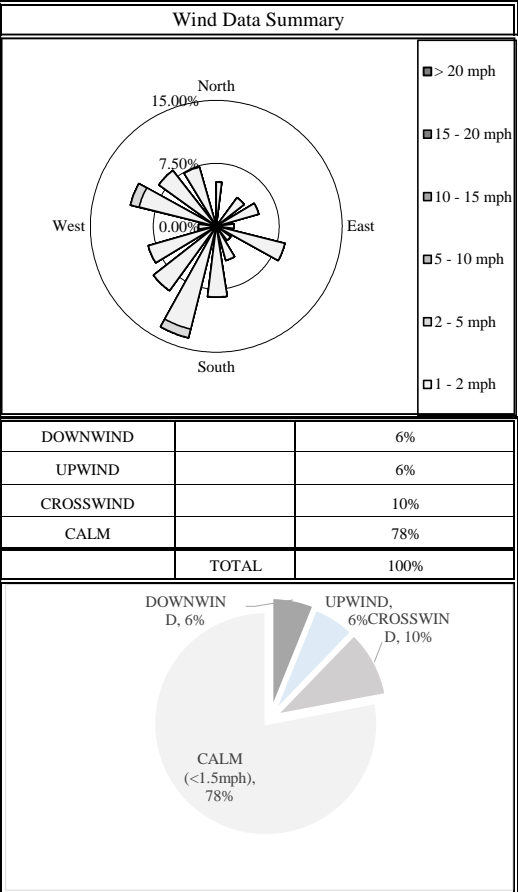 Wind Data Summary
North
15.00%
7.50%
West
0.00%
East
South
> 20 mph
15 - 20 mph
10 - 15 mph
5 - 10 mph
2 - 5 mph
1 - 2 mph
DOWNWIND 6%
UPWIND 6%
CROSSWIND 10%
CALM 78%
TOTAL 100%
DOWNWIN
D, 6%
UPWIND,
6%
CROSSWIN
D, 10%
CALM
(<1.5mph),
78%